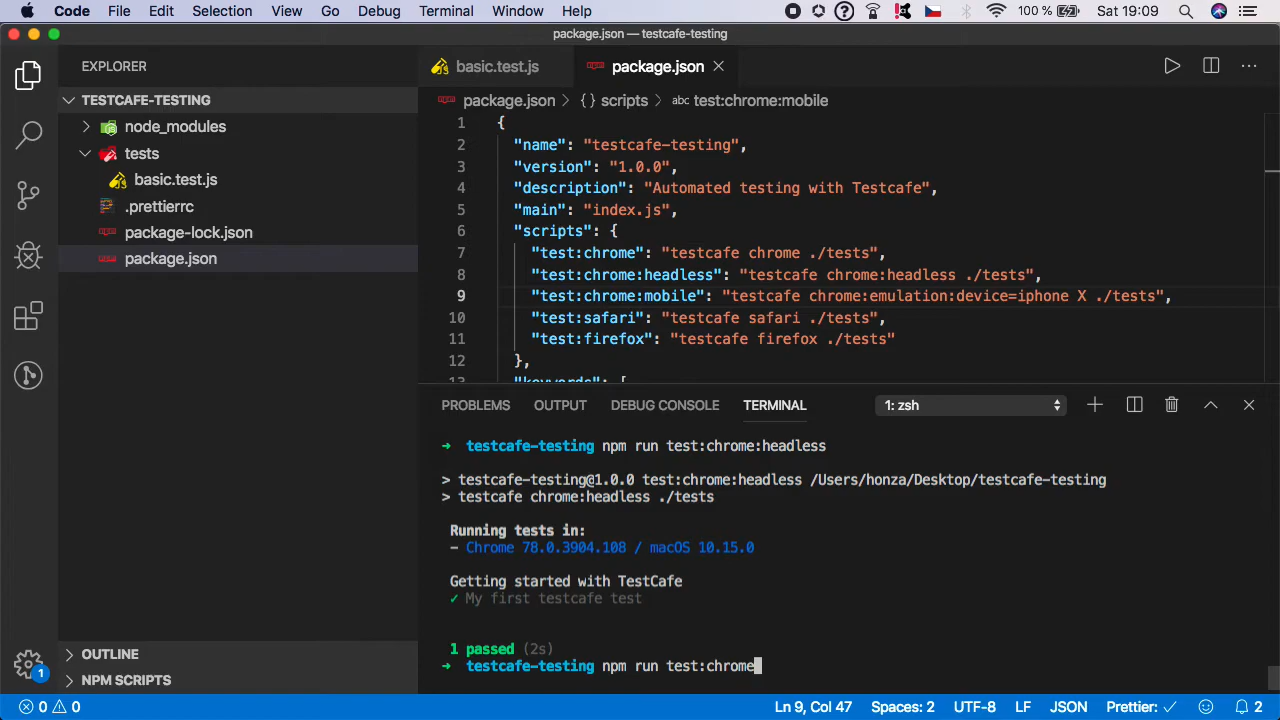 Code File Edit Selection View Go Debug Terminal Window Help 100 % Sat 19:09
package.json — testcafe-testing
EXPLORER
basic.test.js package.json
TESTCAFE-TESTING
package.json scripts abc test:chrome:mobile
node_modules
tests
basic.test.js
.prettierrc
package-lock.json
package.json
1 {
2 "name": "testcafe-testing",
3 "version": "1.0.0",
4 "description": "Automated testing with Testcafe",
5 "main": "index.js",
6 "scripts": {
7 "test:chrome": "testcafe chrome ./tests",
8 "test:chrome:headless": "testcafe chrome:headless ./tests",
9 "test:chrome:mobile": "testcafe chrome:emulation:device=iphone X ./tests",
10 "test:safari": "testcafe safari ./tests",
11 "test:firefox": "testcafe firefox ./tests"
12 },
13 "keywords": [
PROBLEMS OUTPUT DEBUG CONSOLE TERMINAL 1: zsh
➜ testcafe-testing npm run test:chrome:headless
> testcafe-testing@1.0.0 test:chrome:headless /Users/honza/Desktop/testcafe-testing
> testcafe chrome:headless ./tests
Running tests in:
- Chrome 78.0.3904.108 / macOS 10.15.0
Getting started with TestCafe
✓ My first testcafe test
1 passed (2s)
➜ testcafe-testing npm run test:chrome
OUTLINE
NPM SCRIPTS
1
0 0 Ln 9, Col 47 Spaces: 2 UTF-8 LF JSON Prettier: ✓ 2